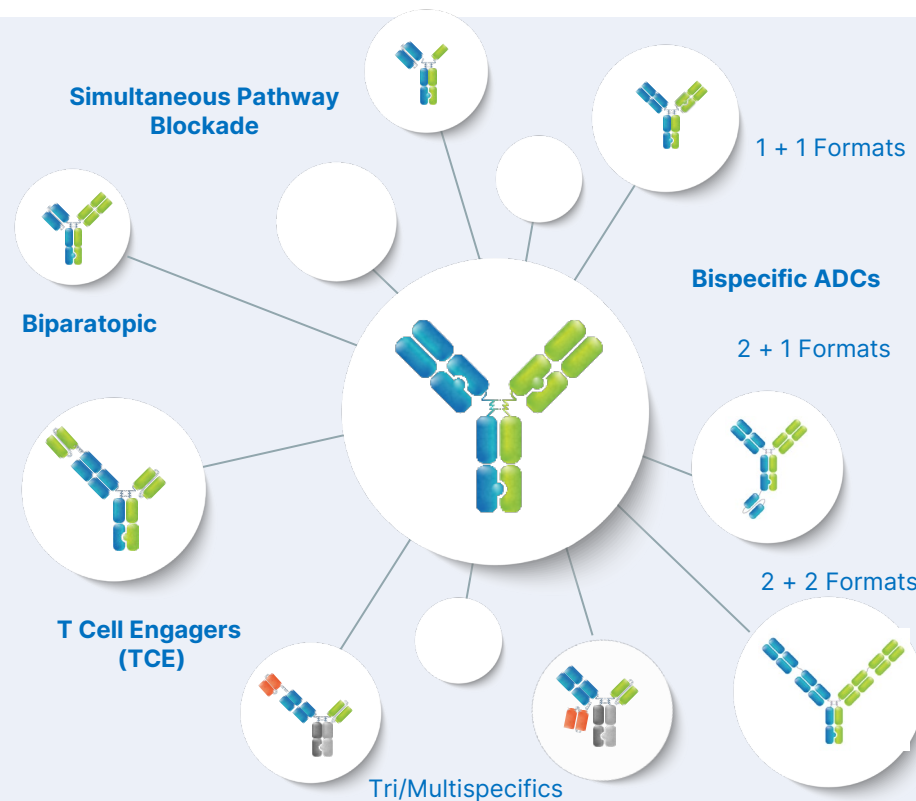 Simultaneous Pathway
Blockade
1 + 1 Formats
Bispecific ADCs
Biparatopic
2 + 1 Formats
2 + 2 Formats
T Cell Engagers
(TCE)
Tri/Multispecifics